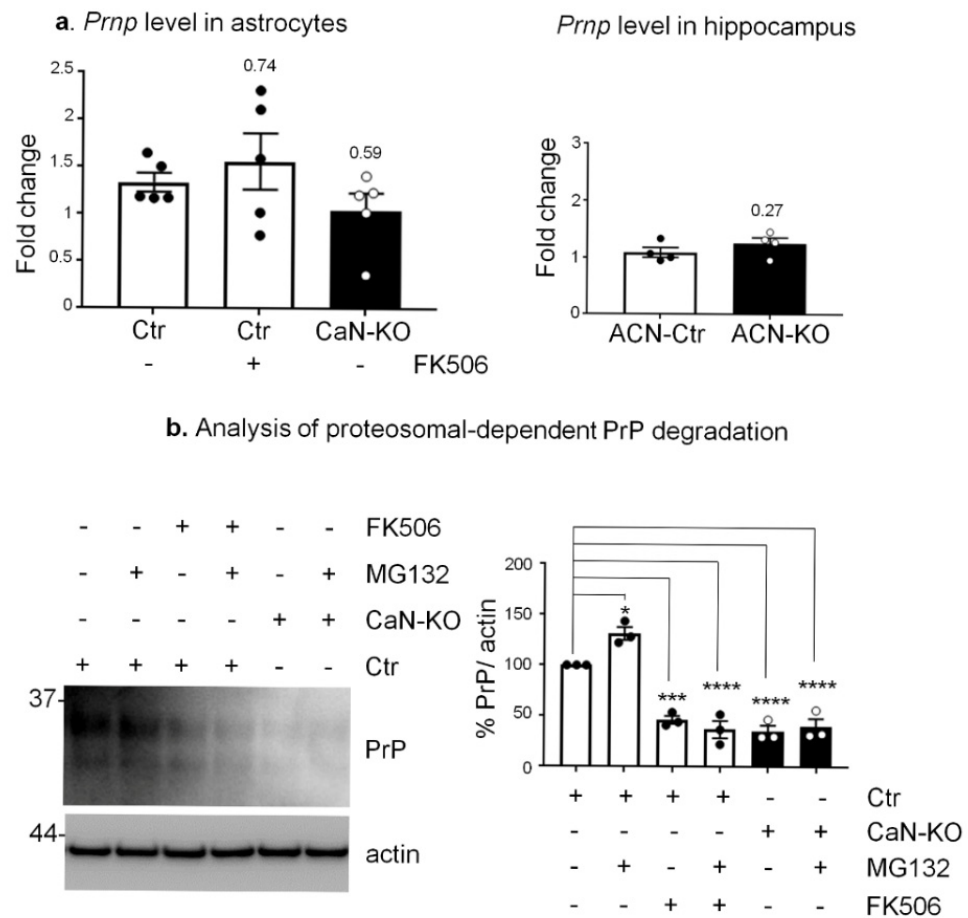 a. Prnp level in astrocytes
Fold change
2.5
2
1.5
1
0.5
0
0.74
0.59
Ctr Ctr CaN-KO
- + - FK506
Prnp level in hippocampus
Fold change
3
2
1
0
0.27
ACN-Ctr ACN-KO
b. Analysis of proteosomal-dependent PrP degradation
- - + + - - FK506
- + - + - + MG132
- - - - + + CaN-KO
+ + + + - - Ctr
37-
PrP
44-
actin
% PrP/ actin
200
150
100
50
0
* *** **** **** ****
+ + + + - - Ctr
- - - - + + CaN-KO
- + - + - + MG132
- - + + - - FK506